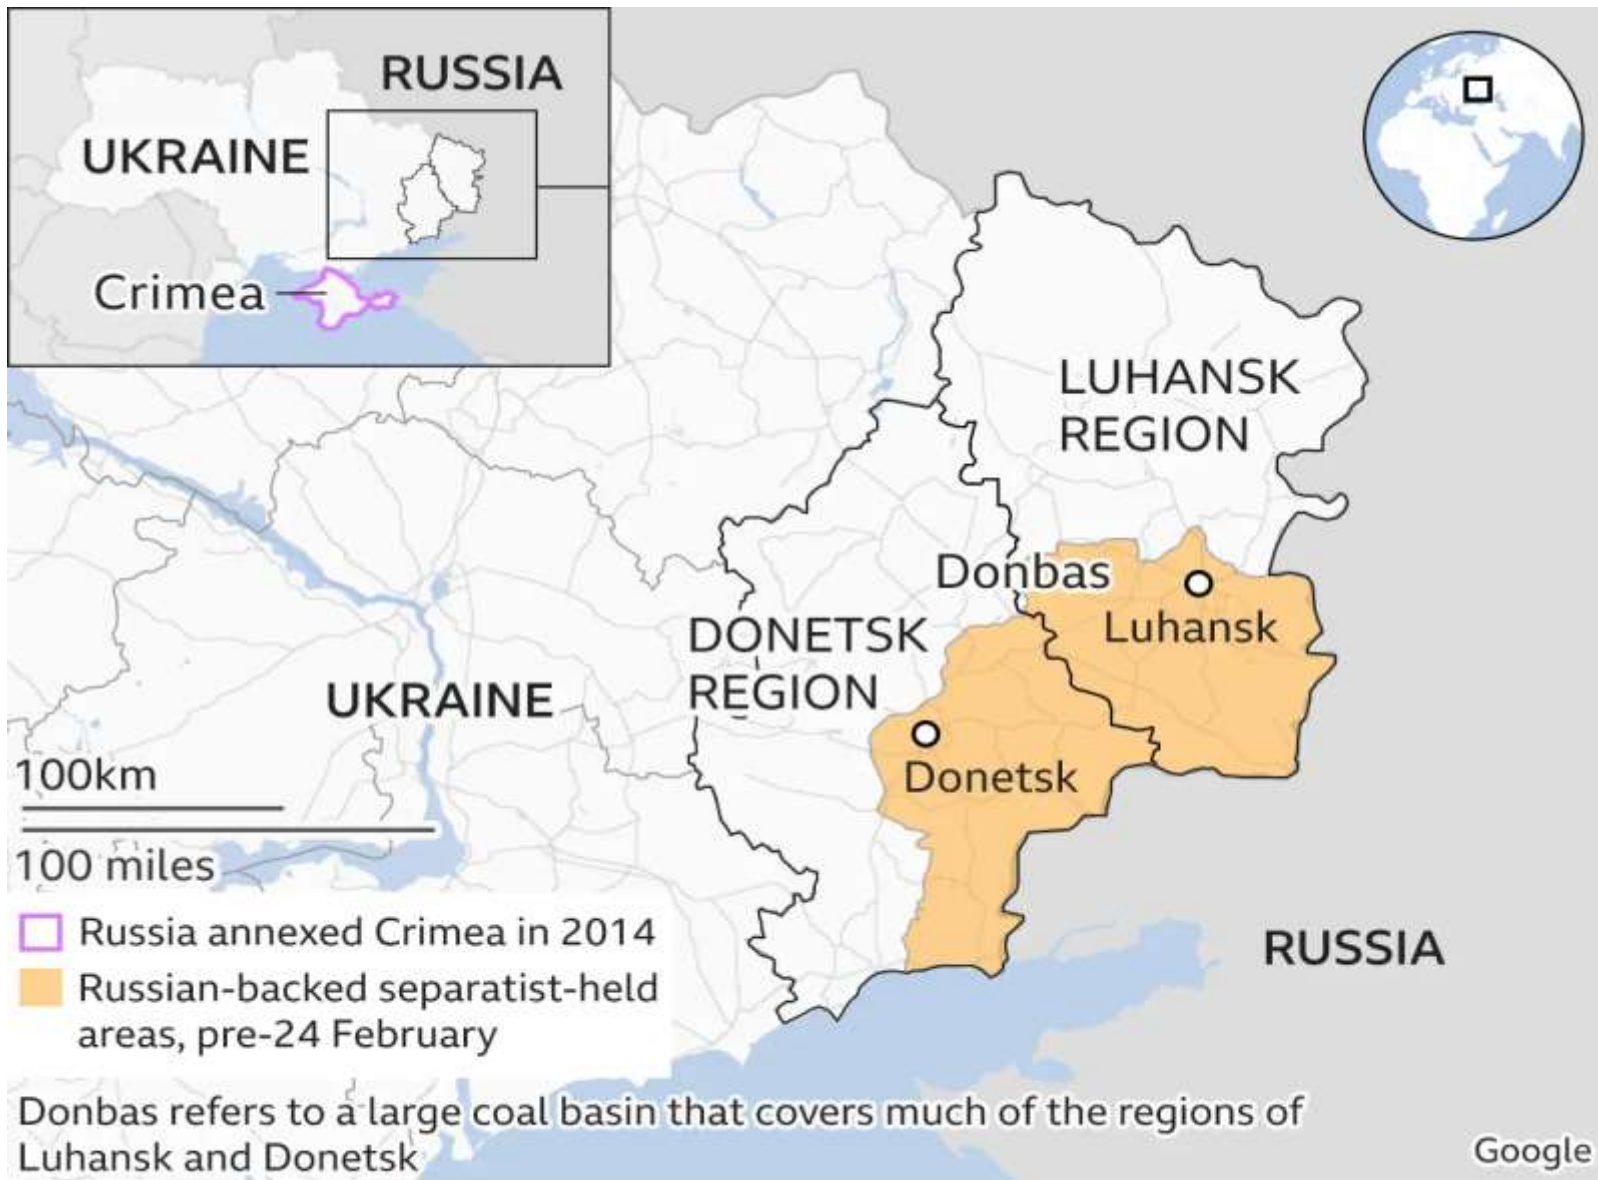 RUSSIA
UKRAINE
Crimea
LUHANSK
REGION
Donbas
Luhansk
DONETSK
REGION
UKRAINE
Donetsk
100km
100 miles
RUSSIA
Russia annexed Crimea in 2014
Russian-backed separatist-held
areas, pre-24 February
Donbas refers to a large coal basin that covers much of the regions of
Luhansk and Donetsk
Google